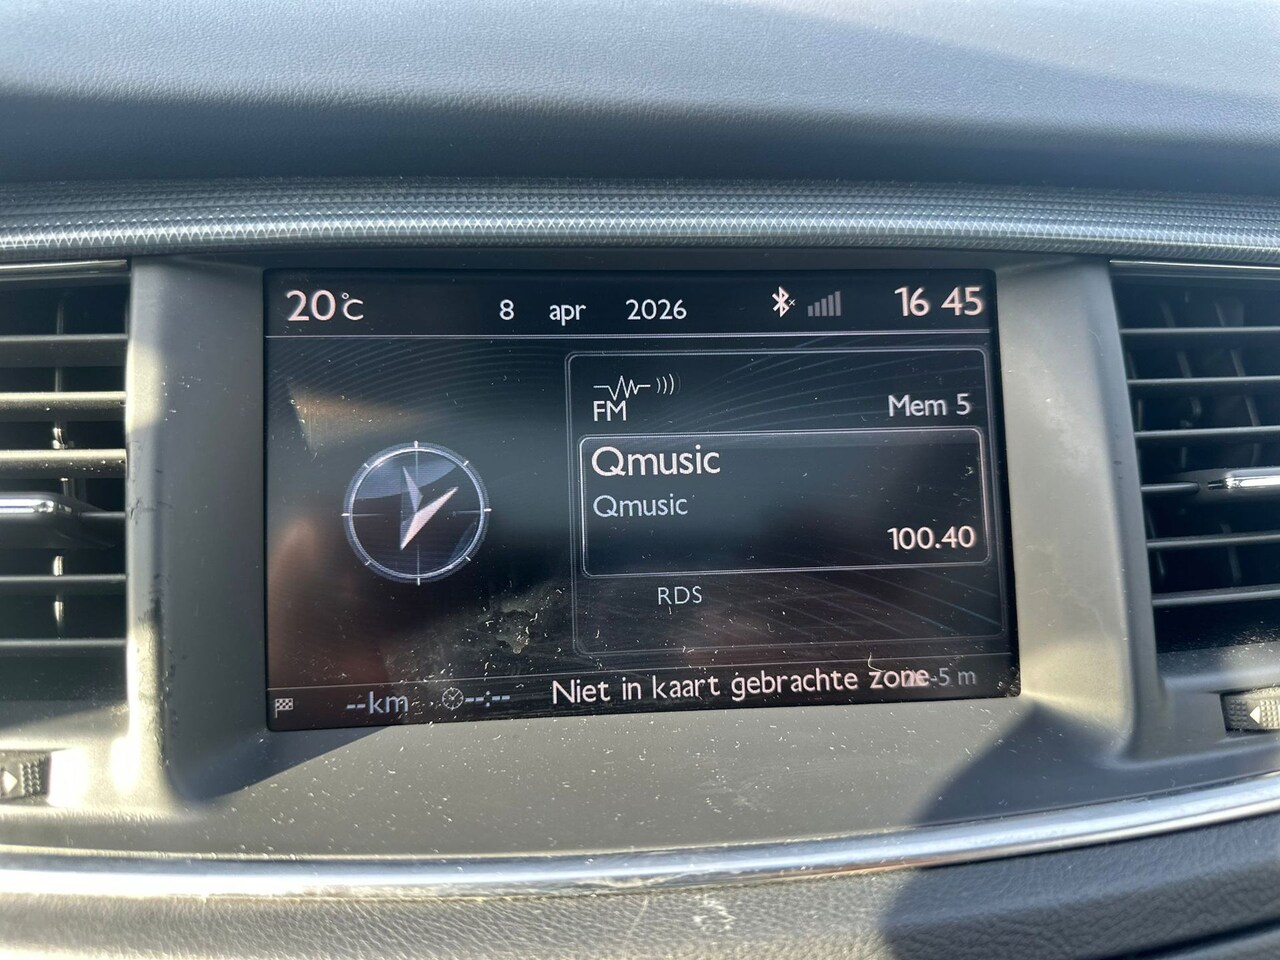 20°C 8 apr 2026 16 45
FM
Mem 5
Qmusic
Qmusic
100.40
RDS
--km --:-- Niet in kaart gebrachte zone -5 m